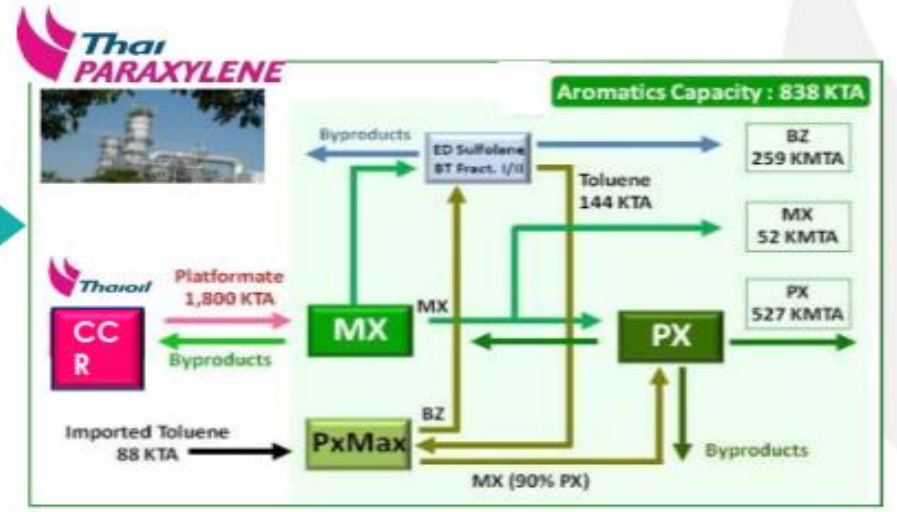 Thai
PARAXYLENE
Aromatics Capacity : 838 KTA
Byproducts
ED Sulfolane
BT Fract. I/II
BZ
259 KMTA
Toluene
144 KTA
MX
52 KMTA
Thaioil
Platformate
1,800 KTA
PX
527 KMTA
CC
R
MX
MX
PX
Byproducts
Imported Toluene
88 KTA
PxMax
BZ
Byproducts
MX (90% PX)